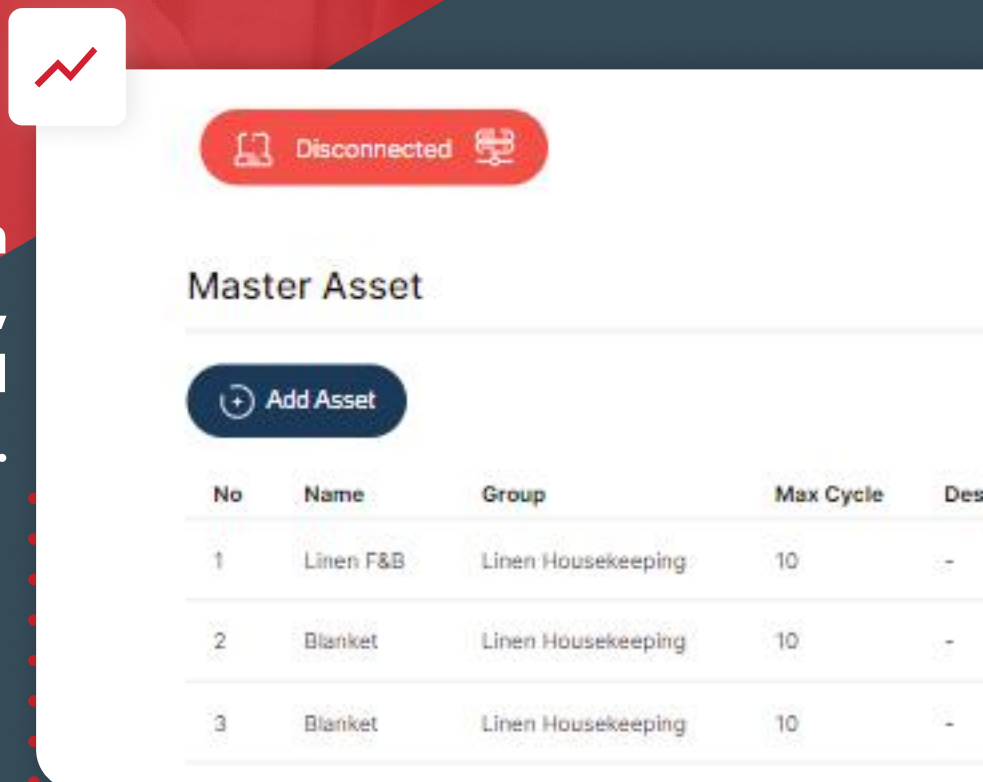 Disconnected
Master Asset
Add Asset
No Name Group Max Cycle Des
1 Linen F&B Linen Housekeeping 10 -
2 Blanket Linen Housekeeping 10 -
3 Blanket Linen Housekeeping 10 -